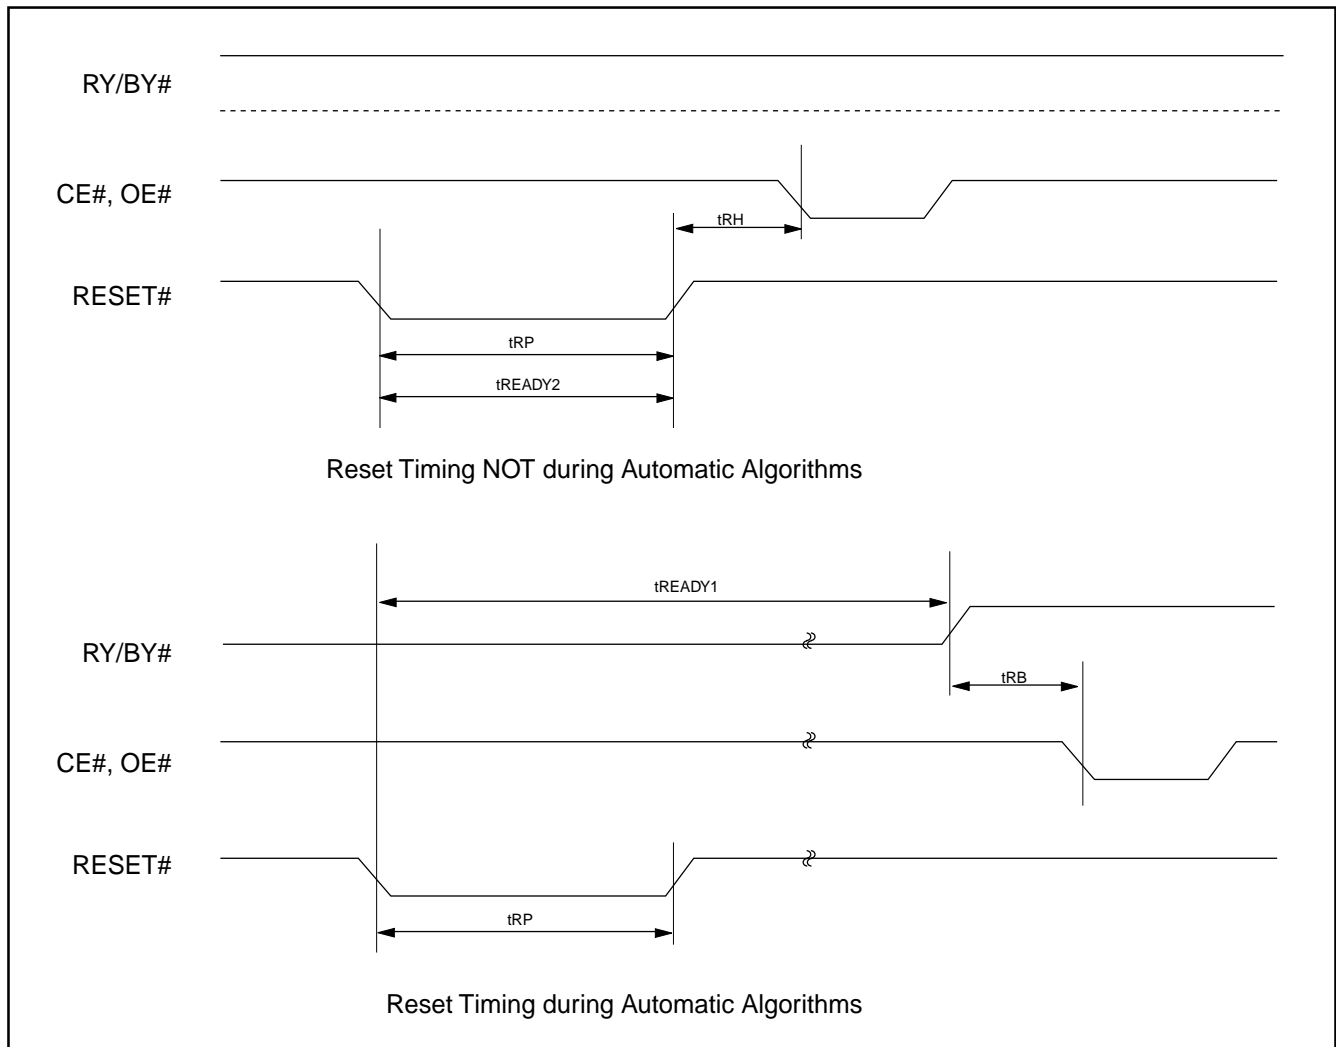 RY/BY#
CE#, OE#
tRH
RESET#
tRP
tREADY2
Reset Timing NOT during Automatic Algorithms
tREADY1
RY/BY#
tRB
CE#, OE#
RESET#
tRP
Reset Timing during Automatic Algorithms